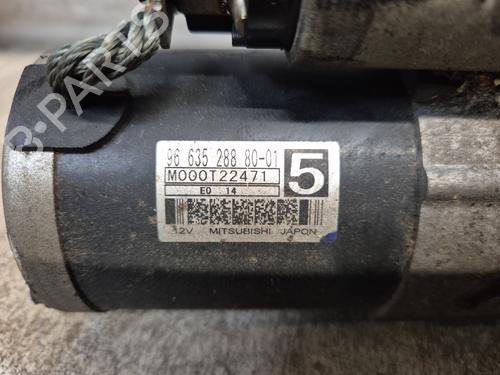 96 635 288 80-01
M000T22471
5
E0 14
12V MITSUBISHI JAPON
B-PARTS